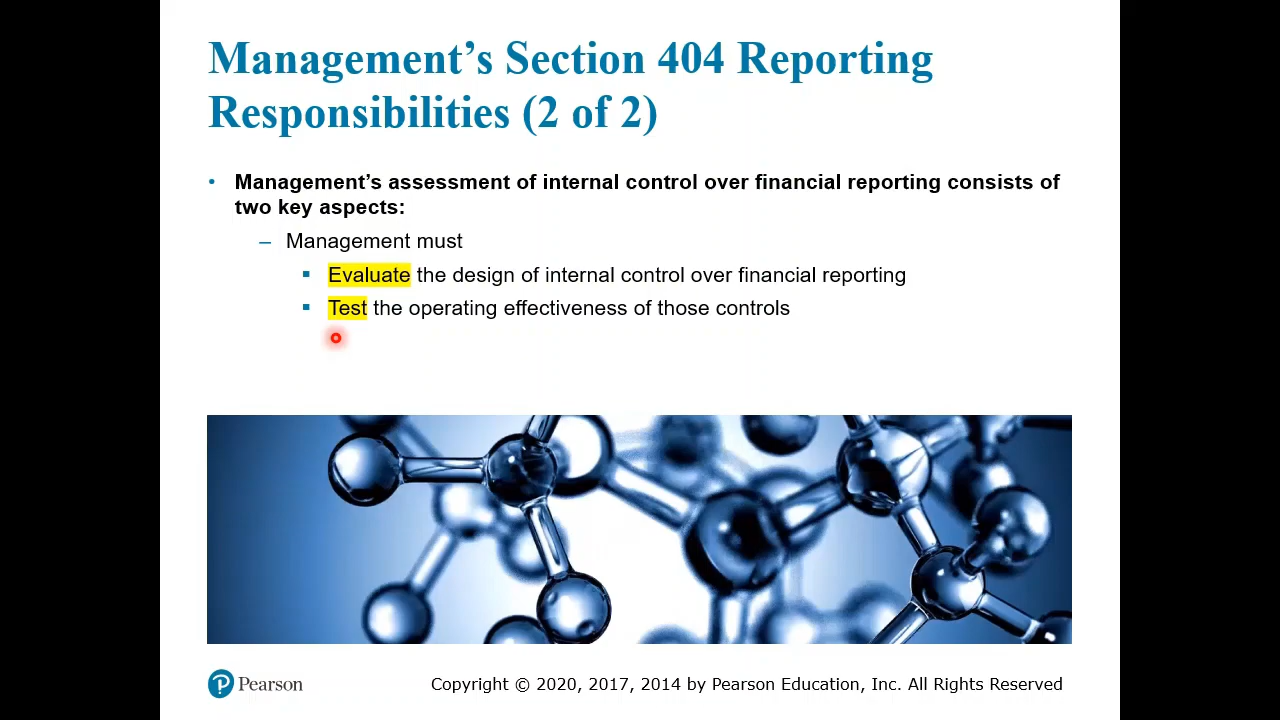 Management’s Section 404 Reporting
Responsibilities (2 of 2)
• Management’s assessment of internal control over financial reporting consists of
two key aspects:
– Management must
▪ Evaluate the design of internal control over financial reporting
▪ Test the operating effectiveness of those controls
P Pearson
Copyright © 2020, 2017, 2014 by Pearson Education, Inc. All Rights Reserved